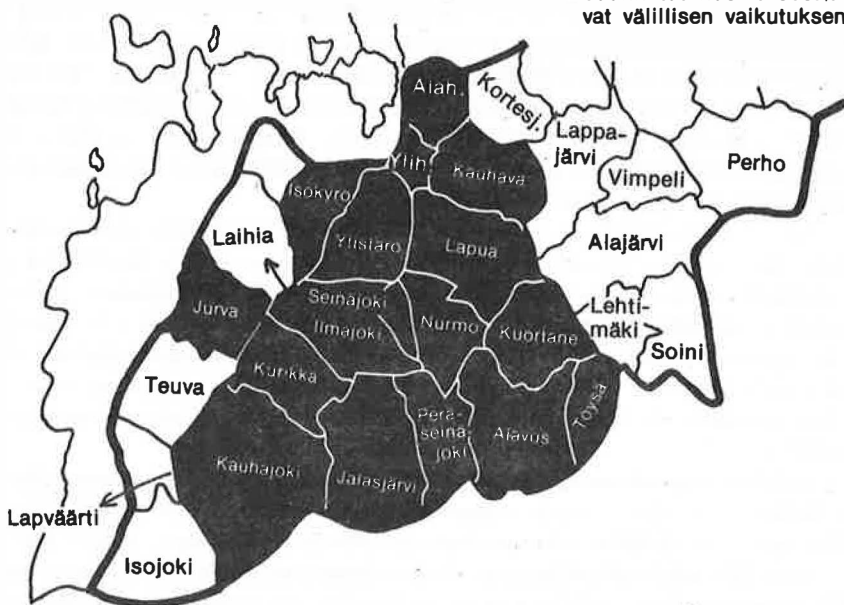 vat välillisen vaikutuksen
Alah.
Kortesj.
Lappa-
järvi
Perho
Ylih.
Kauhava
Vimpeli
Isokyrö
Laihia
Ylistaro
Lapua
Alajärvi
Jurva
Seinäjoki
Ilmajoki
Nurmo
Kuortane
Lehti-
mäki
Soini
Teuva
Kurikka
Perä-
seinä-
joki
Alavus
Töysä
Kauhajoki
Jalasjärvi
Lapväärti
Isojoki